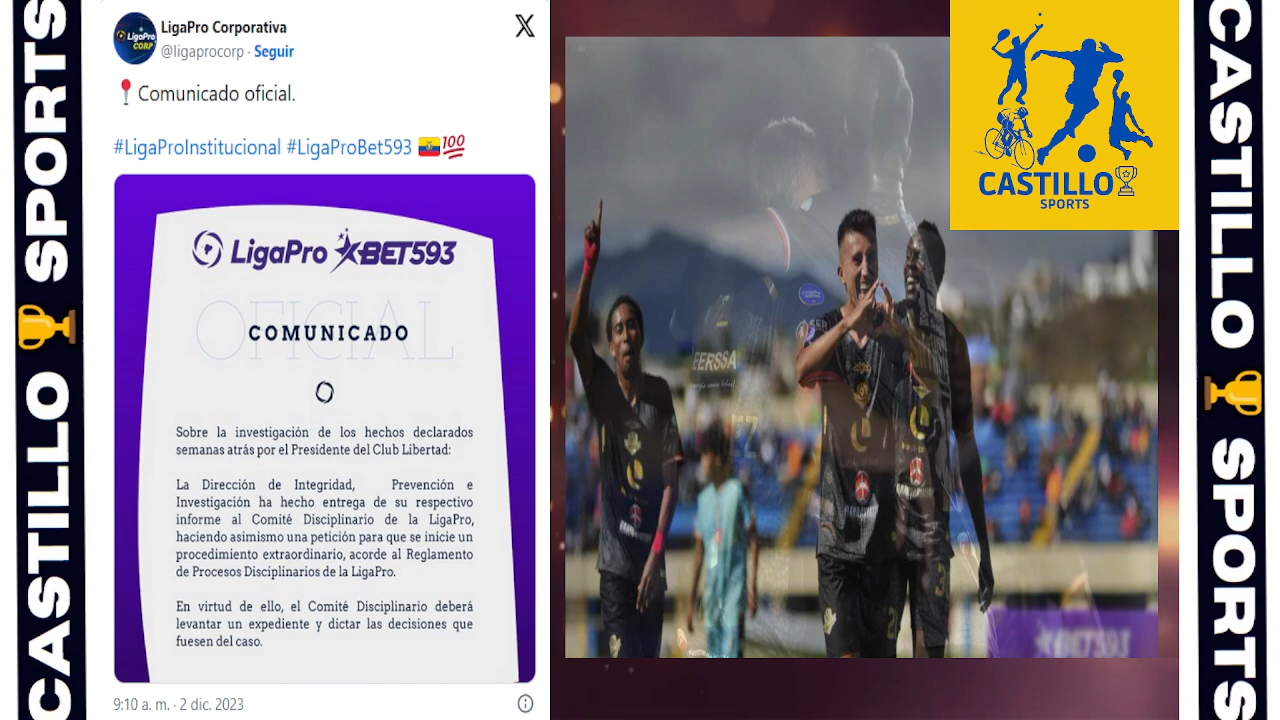 CASTILLO SPORTS
LigaPro
CORP
LigaPro Corporativa
@ligaprocorp · Seguir
Comunicado oficial.
#LigaProInstitucional #LigaProBet593
LigaPro BET593
OFICIAL
COMUNICADO
Sobre la investigación de los hechos declarados
semanas atrás por el Presidente del Club Libertad:
La Dirección de Integridad, Prevención e
Investigación ha hecho entrega de su respectivo
informe al Comité Disciplinario de la LigaPro,
haciendo asimismo una petición para que se inicie un
procedimiento extraordinario, acorde al Reglamento
de Procesos Disciplinarios de la LigaPro.
En virtud de ello, el Comité Disciplinario deberá
levantar un expediente y dictar las decisiones que
fuesen del caso.
9:10 a. m. · 2 dic. 2023
EERSSA
BET593
CASTILLO
SPORTS
CASTILLO SPORTS